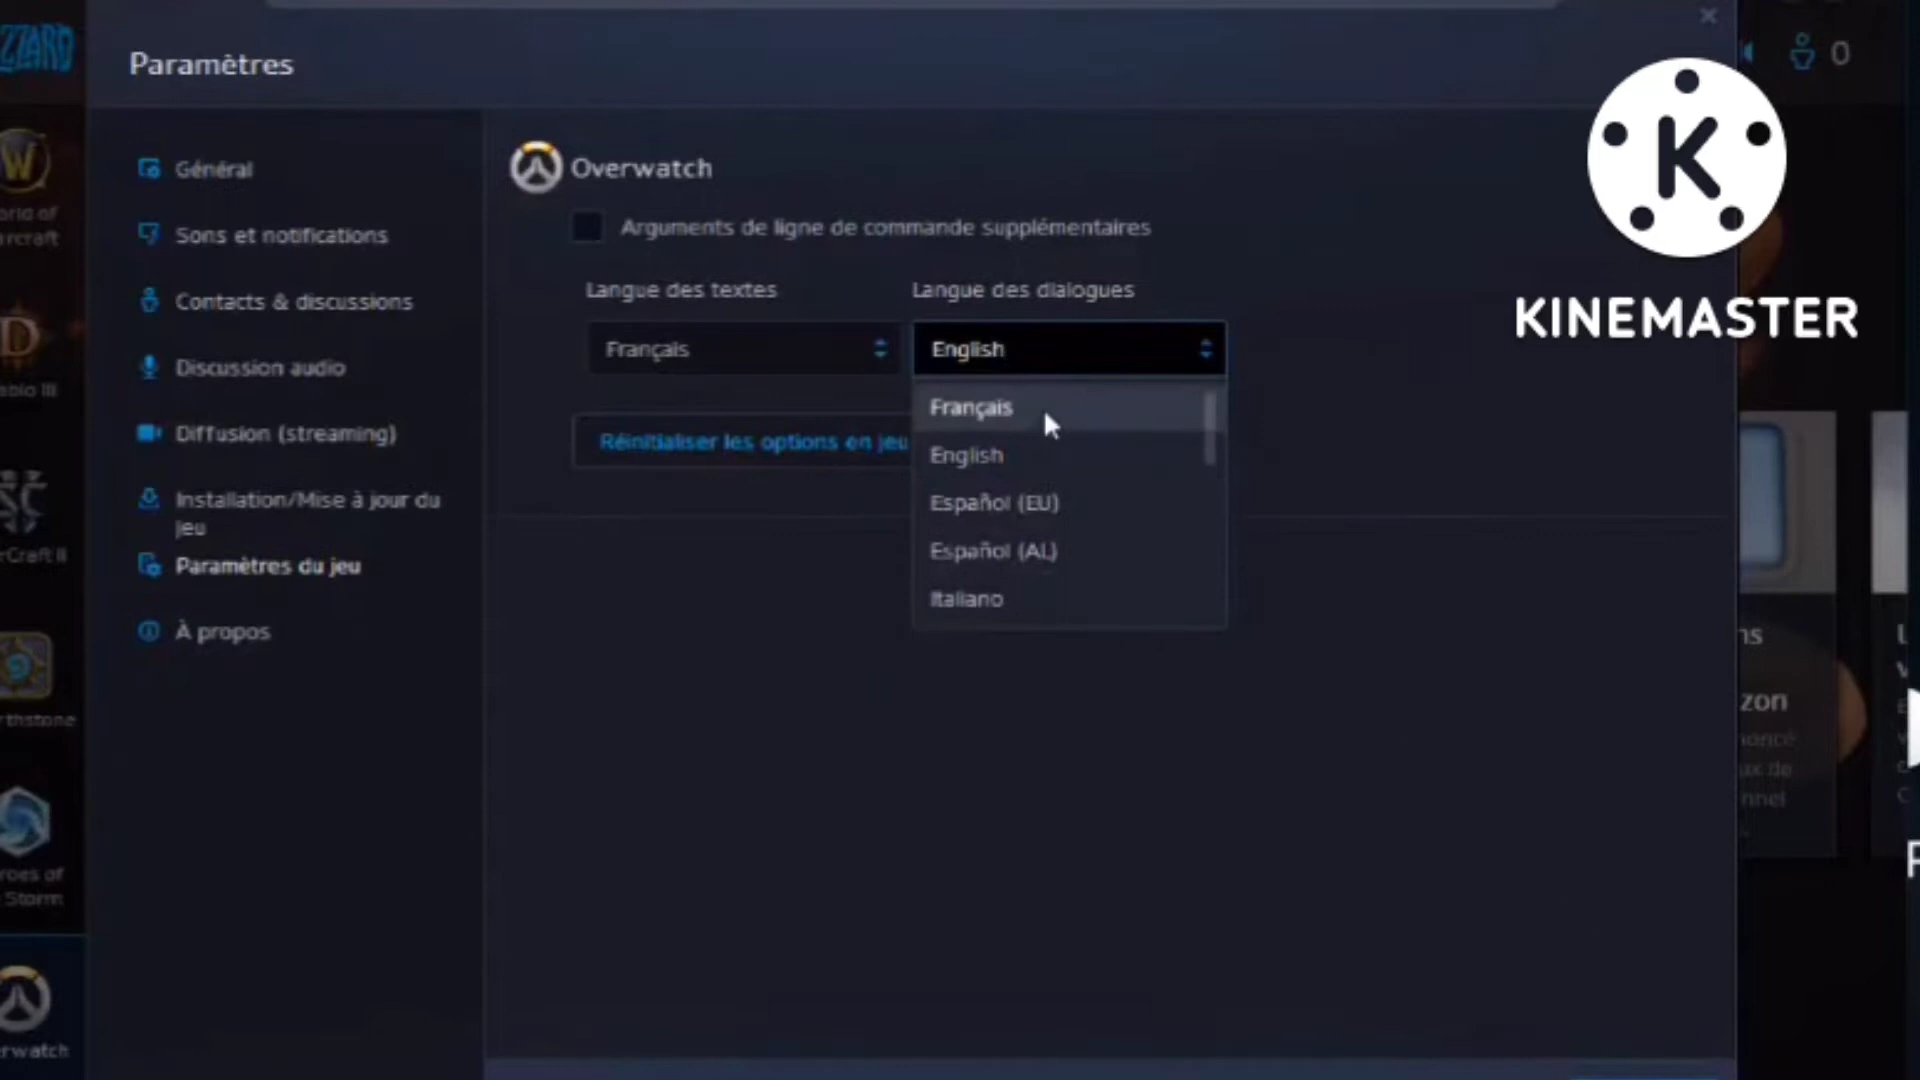 Paramètres
0
KINEMASTER
Général
Sons et notifications
Contacts & discussions
Discussion audio
Diffusion (streaming)
Installation/Mise à jour du
jeu
Paramètres du jeu
À propos
Overwatch
Arguments de ligne de commande supplémentaires
Langue des textes
Langue des dialogues
Français
English
Réinitialiser les options en jeu
Français
English
Español (EU)
Español (AL)
Italiano